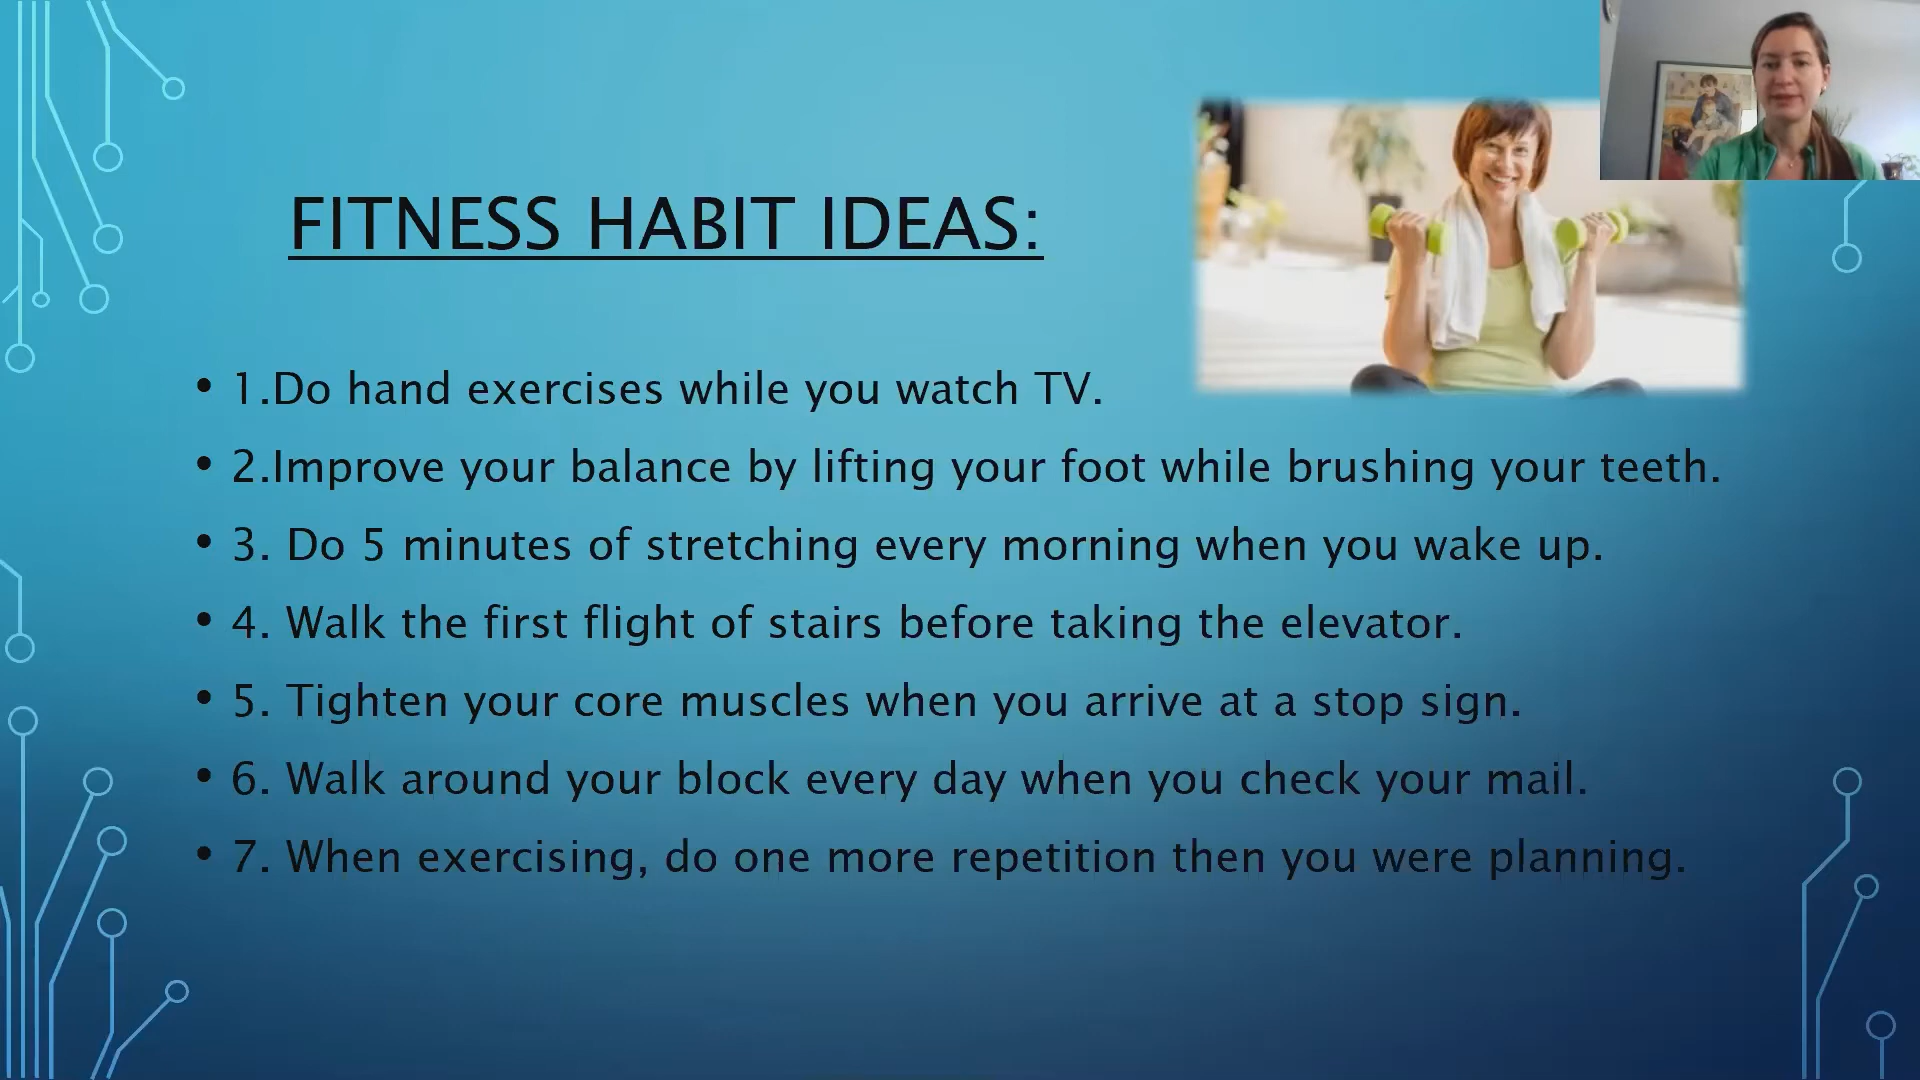 FITNESS HABIT IDEAS:
• 1.Do hand exercises while you watch TV.
• 2.Improve your balance by lifting your foot while brushing your teeth.
• 3. Do 5 minutes of stretching every morning when you wake up.
• 4. Walk the first flight of stairs before taking the elevator.
• 5. Tighten your core muscles when you arrive at a stop sign.
• 6. Walk around your block every day when you check your mail.
• 7. When exercising, do one more repetition then you were planning.